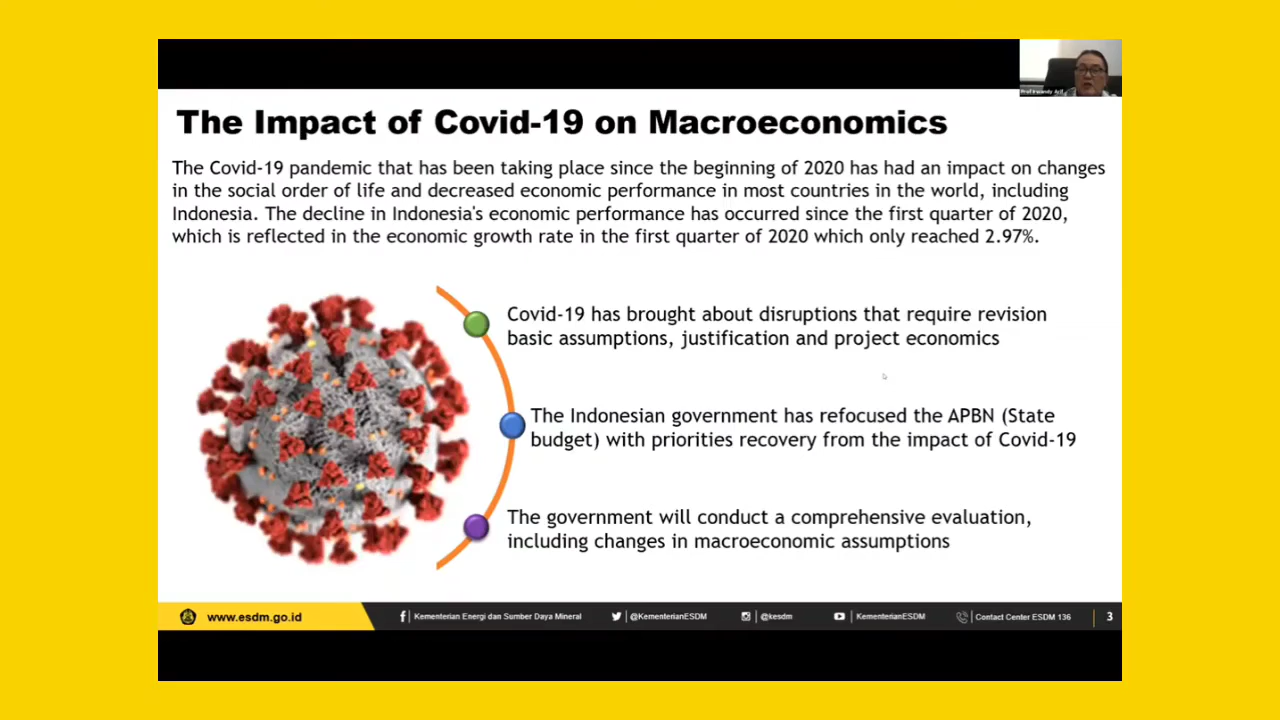 Prof Irwandy Arif
The Impact of Covid-19 on Macroeconomics
The Covid-19 pandemic that has been taking place since the beginning of 2020 has had an impact on changes
in the social order of life and decreased economic performance in most countries in the world, including
Indonesia. The decline in Indonesia's economic performance has occurred since the first quarter of 2020,
which is reflected in the economic growth rate in the first quarter of 2020 which only reached 2.97%.
Covid-19 has brought about disruptions that require revision
basic assumptions, justification and project economics
The Indonesian government has refocused the APBN (State
budget) with priorities recovery from the impact of Covid-19
The government will conduct a comprehensive evaluation,
including changes in macroeconomic assumptions
www.esdm.go.id
Kementerian Energi dan Sumber Daya Mineral
@KementerianESDM
@kesdm
KementerianESDM
Contact Center ESDM 136
3